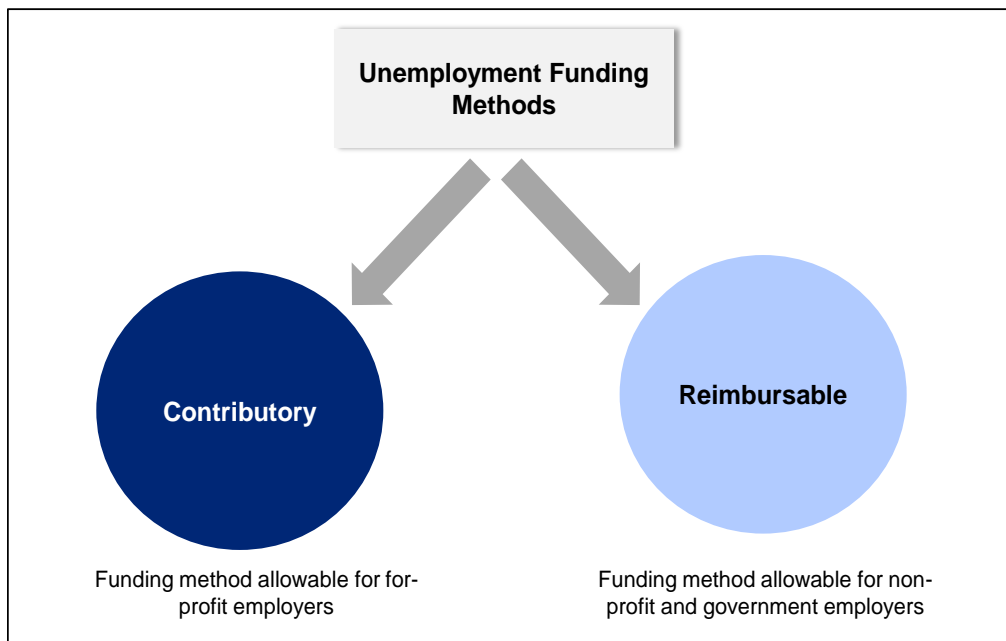 Unemployment Funding
Methods
Contributory
Reimbursable
Funding method allowable for for-
profit employers
Funding method allowable for non-
profit and government employers